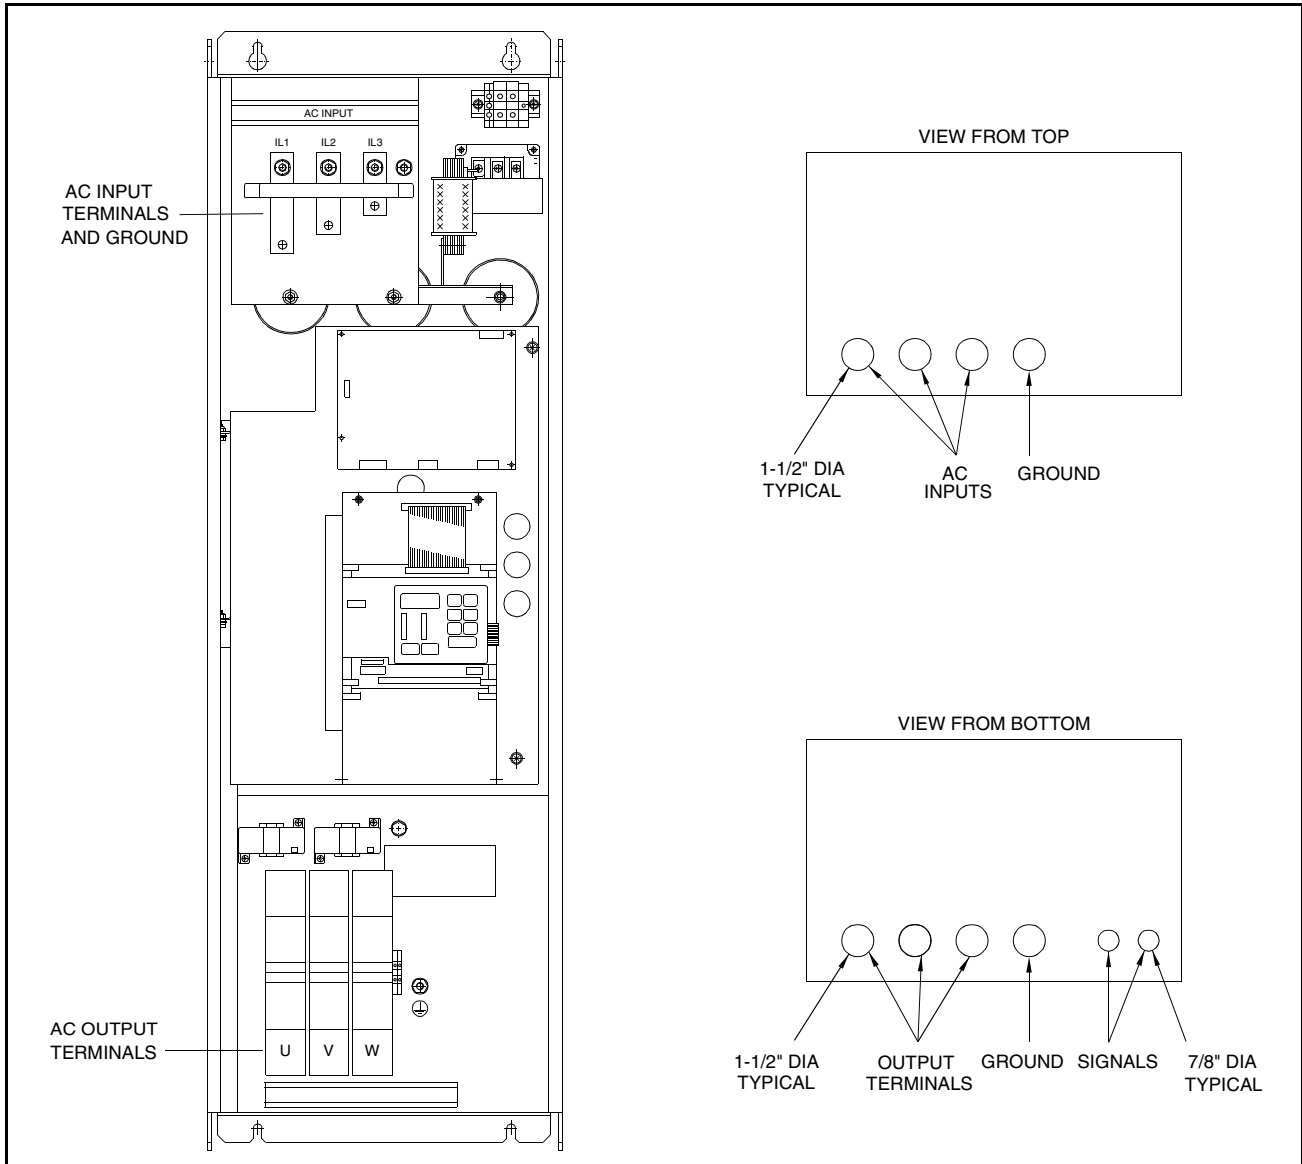 AC INPUT
IL1 IL2 IL3
AC INPUT
TERMINALS
AND GROUND
AC OUTPUT
TERMINALS
U V W
VIEW FROM TOP
1-1/2" DIA
TYPICAL
AC
INPUTS
GROUND
VIEW FROM BOTTOM
1-1/2" DIA
TYPICAL
OUTPUT
TERMINALS
GROUND
SIGNALS
7/8" DIA
TYPICAL